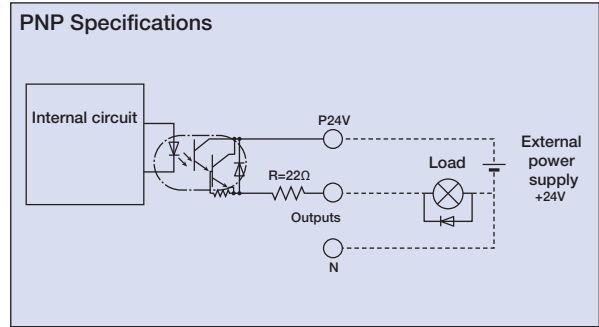 PNP Specifications
Internal circuit
P24V
R=22Ω
Outputs
N
Load
External
power
supply
+24V